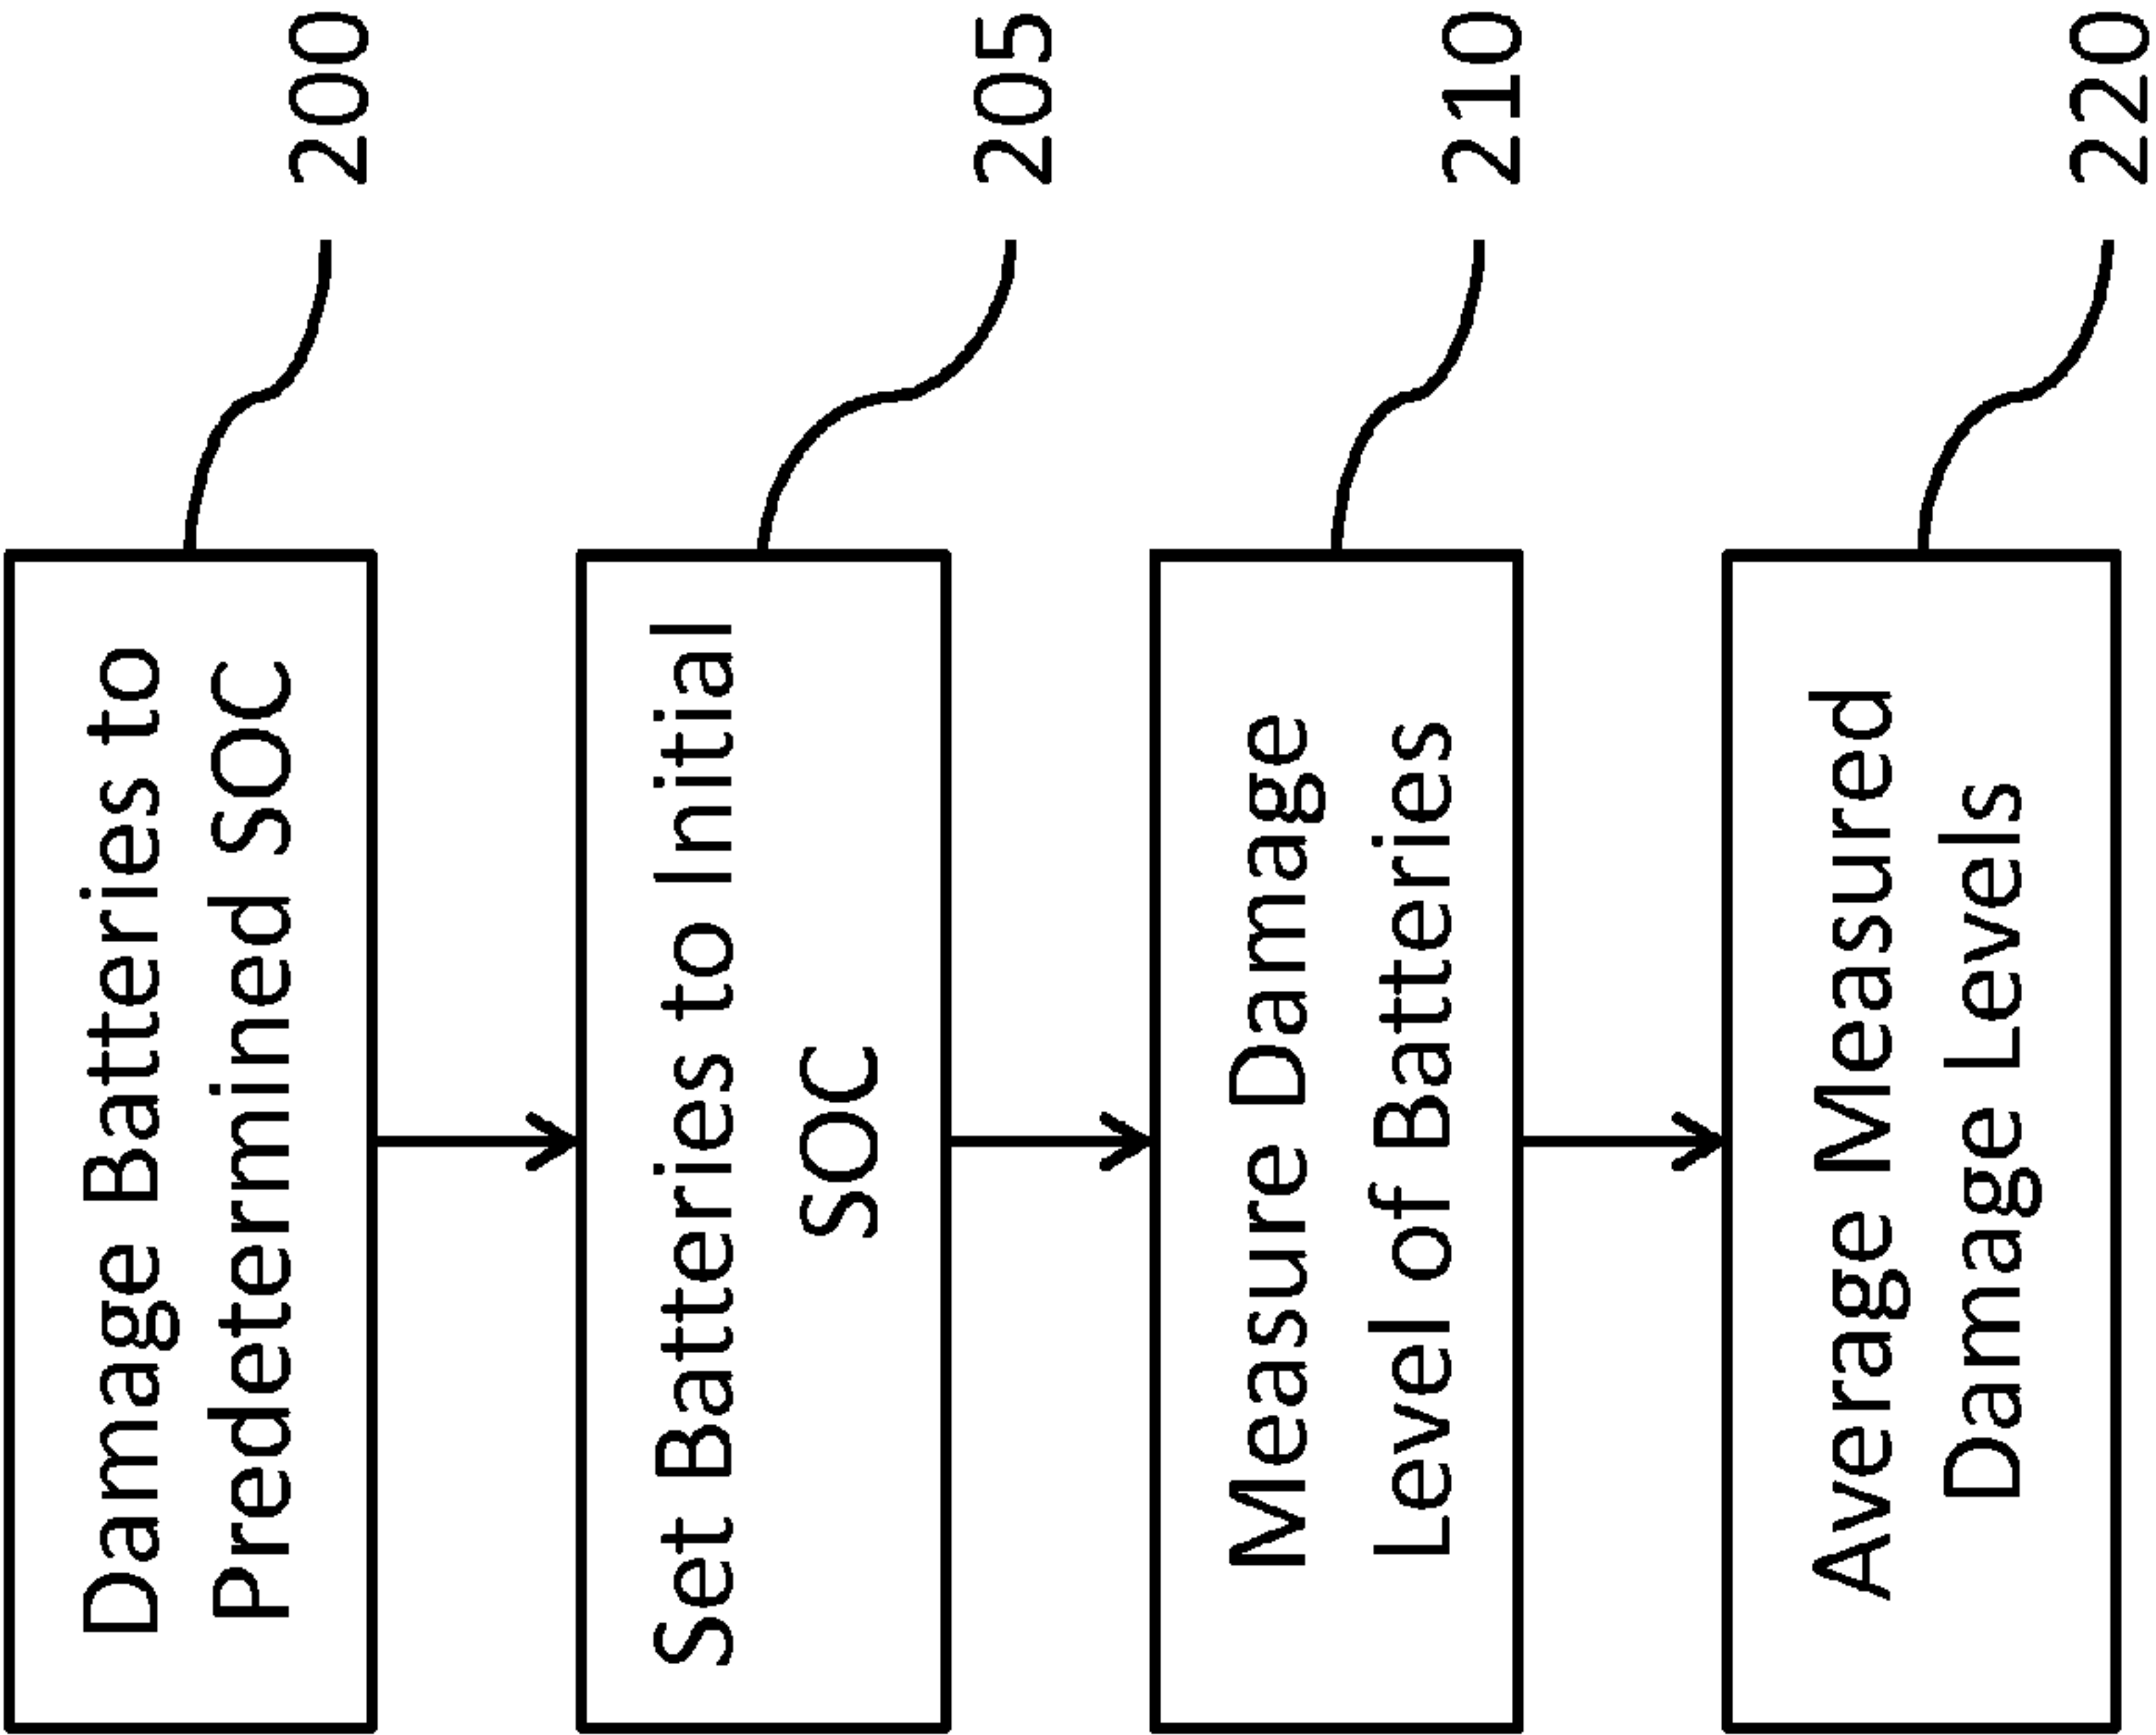 Damage Batteries to
Predetermined SOC
200
Set Batteries to Initial
SOC
205
Measure Damage
Level of Batteries
210
Average Measured
Damage Levels
220